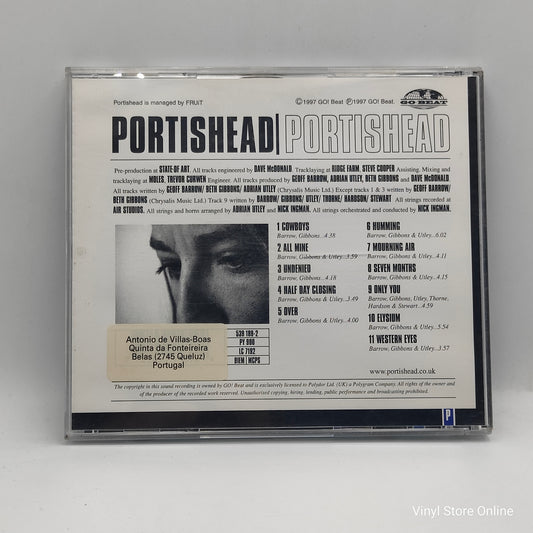 Portishead is managed by FRUIT
©1997 GO! Beat ℗1997 GO! Beat.
GO BEAT
PORTISHEAD|PORTISHEAD
Pre-production at STATE-OF ART. All tracks engineered by DAVE McDONALD. Tracklaying at RIDGE FARM, STEVE COOPER Assisting. Mixing and
tracklaying at MOLES, TREVOR CURWEN Engineer. All tracks produced by GEOFF BARROW, ADRIAN UTLEY, BETH GIBBONS and DAVE McDONALD.
All tracks written by GEOFF BARROW/ BETH GIBBONS/ ADRIAN UTLEY (Chrysalis Music Ltd.) Except tracks 1 & 3 written by GEOFF BARROW/
BETH GIBBONS (Chrysalis Music Ltd.) Track 9 written by BARROW/ GIBBONS/ UTLEY/ THORNE/ HARDSON/ STEWART. All strings recorded at
AIR STUDIOS. All strings and horns arranged by ADRIAN UTLEY and NICK INGMAN. All strings orchestrated and conducted by NICK INGMAN.
1 COWBOYS
Barrow, Gibbons...4.38
2 ALL MINE
Barrow, Gibbons & Utley...3.59
3 UNDENIED
Barrow, Gibbons...4.18
4 HALF DAY CLOSING
Barrow, Gibbons & Utley...3.49
5 OVER
Barrow, Gibbons & Utley...4.00
6 HUMMING
Barrow, Gibbons & Utley...6.02
7 MOURNING AIR
Barrow, Gibbons & Utley...4.11
8 SEVEN MONTHS
Barrow, Gibbons & Utley...4.15
9 ONLY YOU
Barrow, Gibbons, Utley, Thorne,
Hardson & Stewart...4.59
10 ELYSIUM
Barrow, Gibbons & Utley...5.54
11 WESTERN EYES
Barrow, Gibbons & Utley...3.57
Antonio de Villas-Boas
Quinta da Fonteireira
Belas (2745 Queluz)
Portugal
539 189-2
PY 900
LC 7192
BIEM | MCPS
www.portishead.co.uk
The copyright in this sound recording is owned by GO! Beat and is exclusively licensed to Polydor Ltd. (UK) a Polygram Company. All rights of the owner and
of the producer of the recorded work reserved. Unauthorised copying, hiring, lending, public performance and broadcasting prohibited.
P
Vinyl Store Online